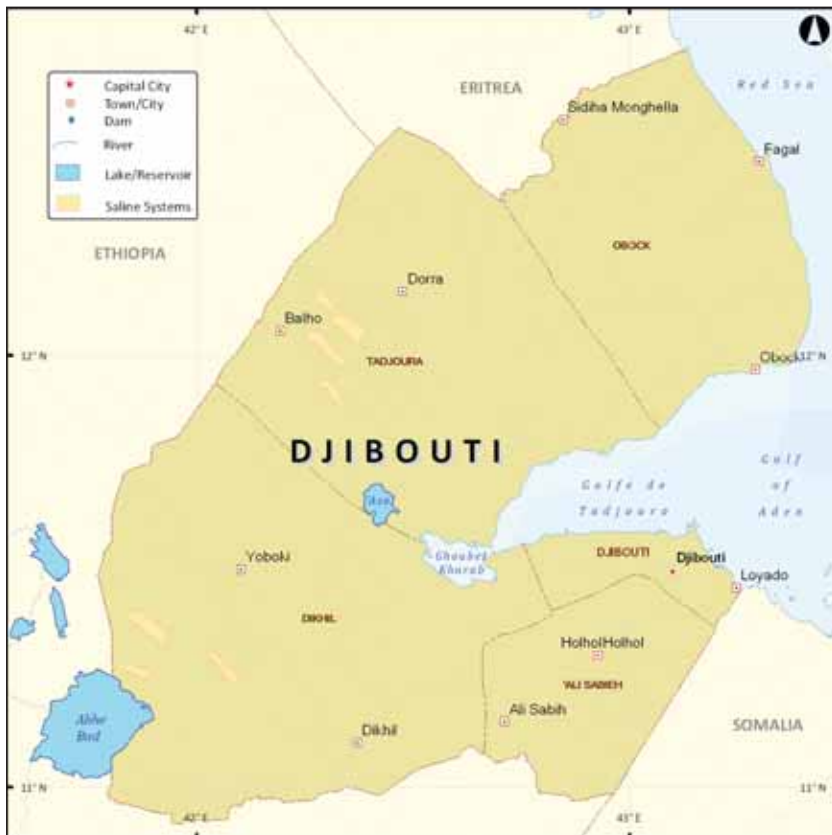 42° E
43° E
Capital City
Town/City
Dam
River
Lake/Reservoir
Saline Systems
ERITREA
Red Sea
Sidiha Monghella
Fagal
ETHIOPIA
OBOCK
Dorra
Balho
12° N
TADJOURA
Obock
12° N
DJIBOUTI
Golfe de
Tadjoura
Gulf
of
Aden
Ghoubet
Kharab
DJIBOUTI
Djibouti
Loyado
Yoboki
DIKHIL
HolholHolhol
'ALI SABIEH
Ali Sabih
Abhe
Dikhil
SOMALIA
11° N
11° N
42° E
43° E